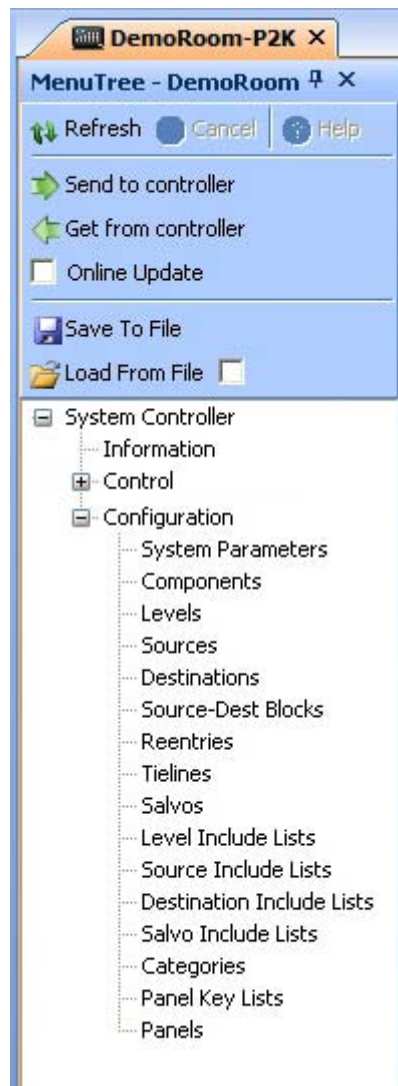 DemoRoom-P2K
MenuTree - DemoRoom
Refresh Cancel Help
Send to controller
Get from controller
Online Update
Save To File
Load From File
System Controller
Information
Control
Configuration
System Parameters
Components
Levels
Sources
Destinations
Source-Dest Blocks
Reentries
Tielines
Salvos
Level Include Lists
Source Include Lists
Destination Include Lists
Salvo Include Lists
Categories
Panel Key Lists
Panels